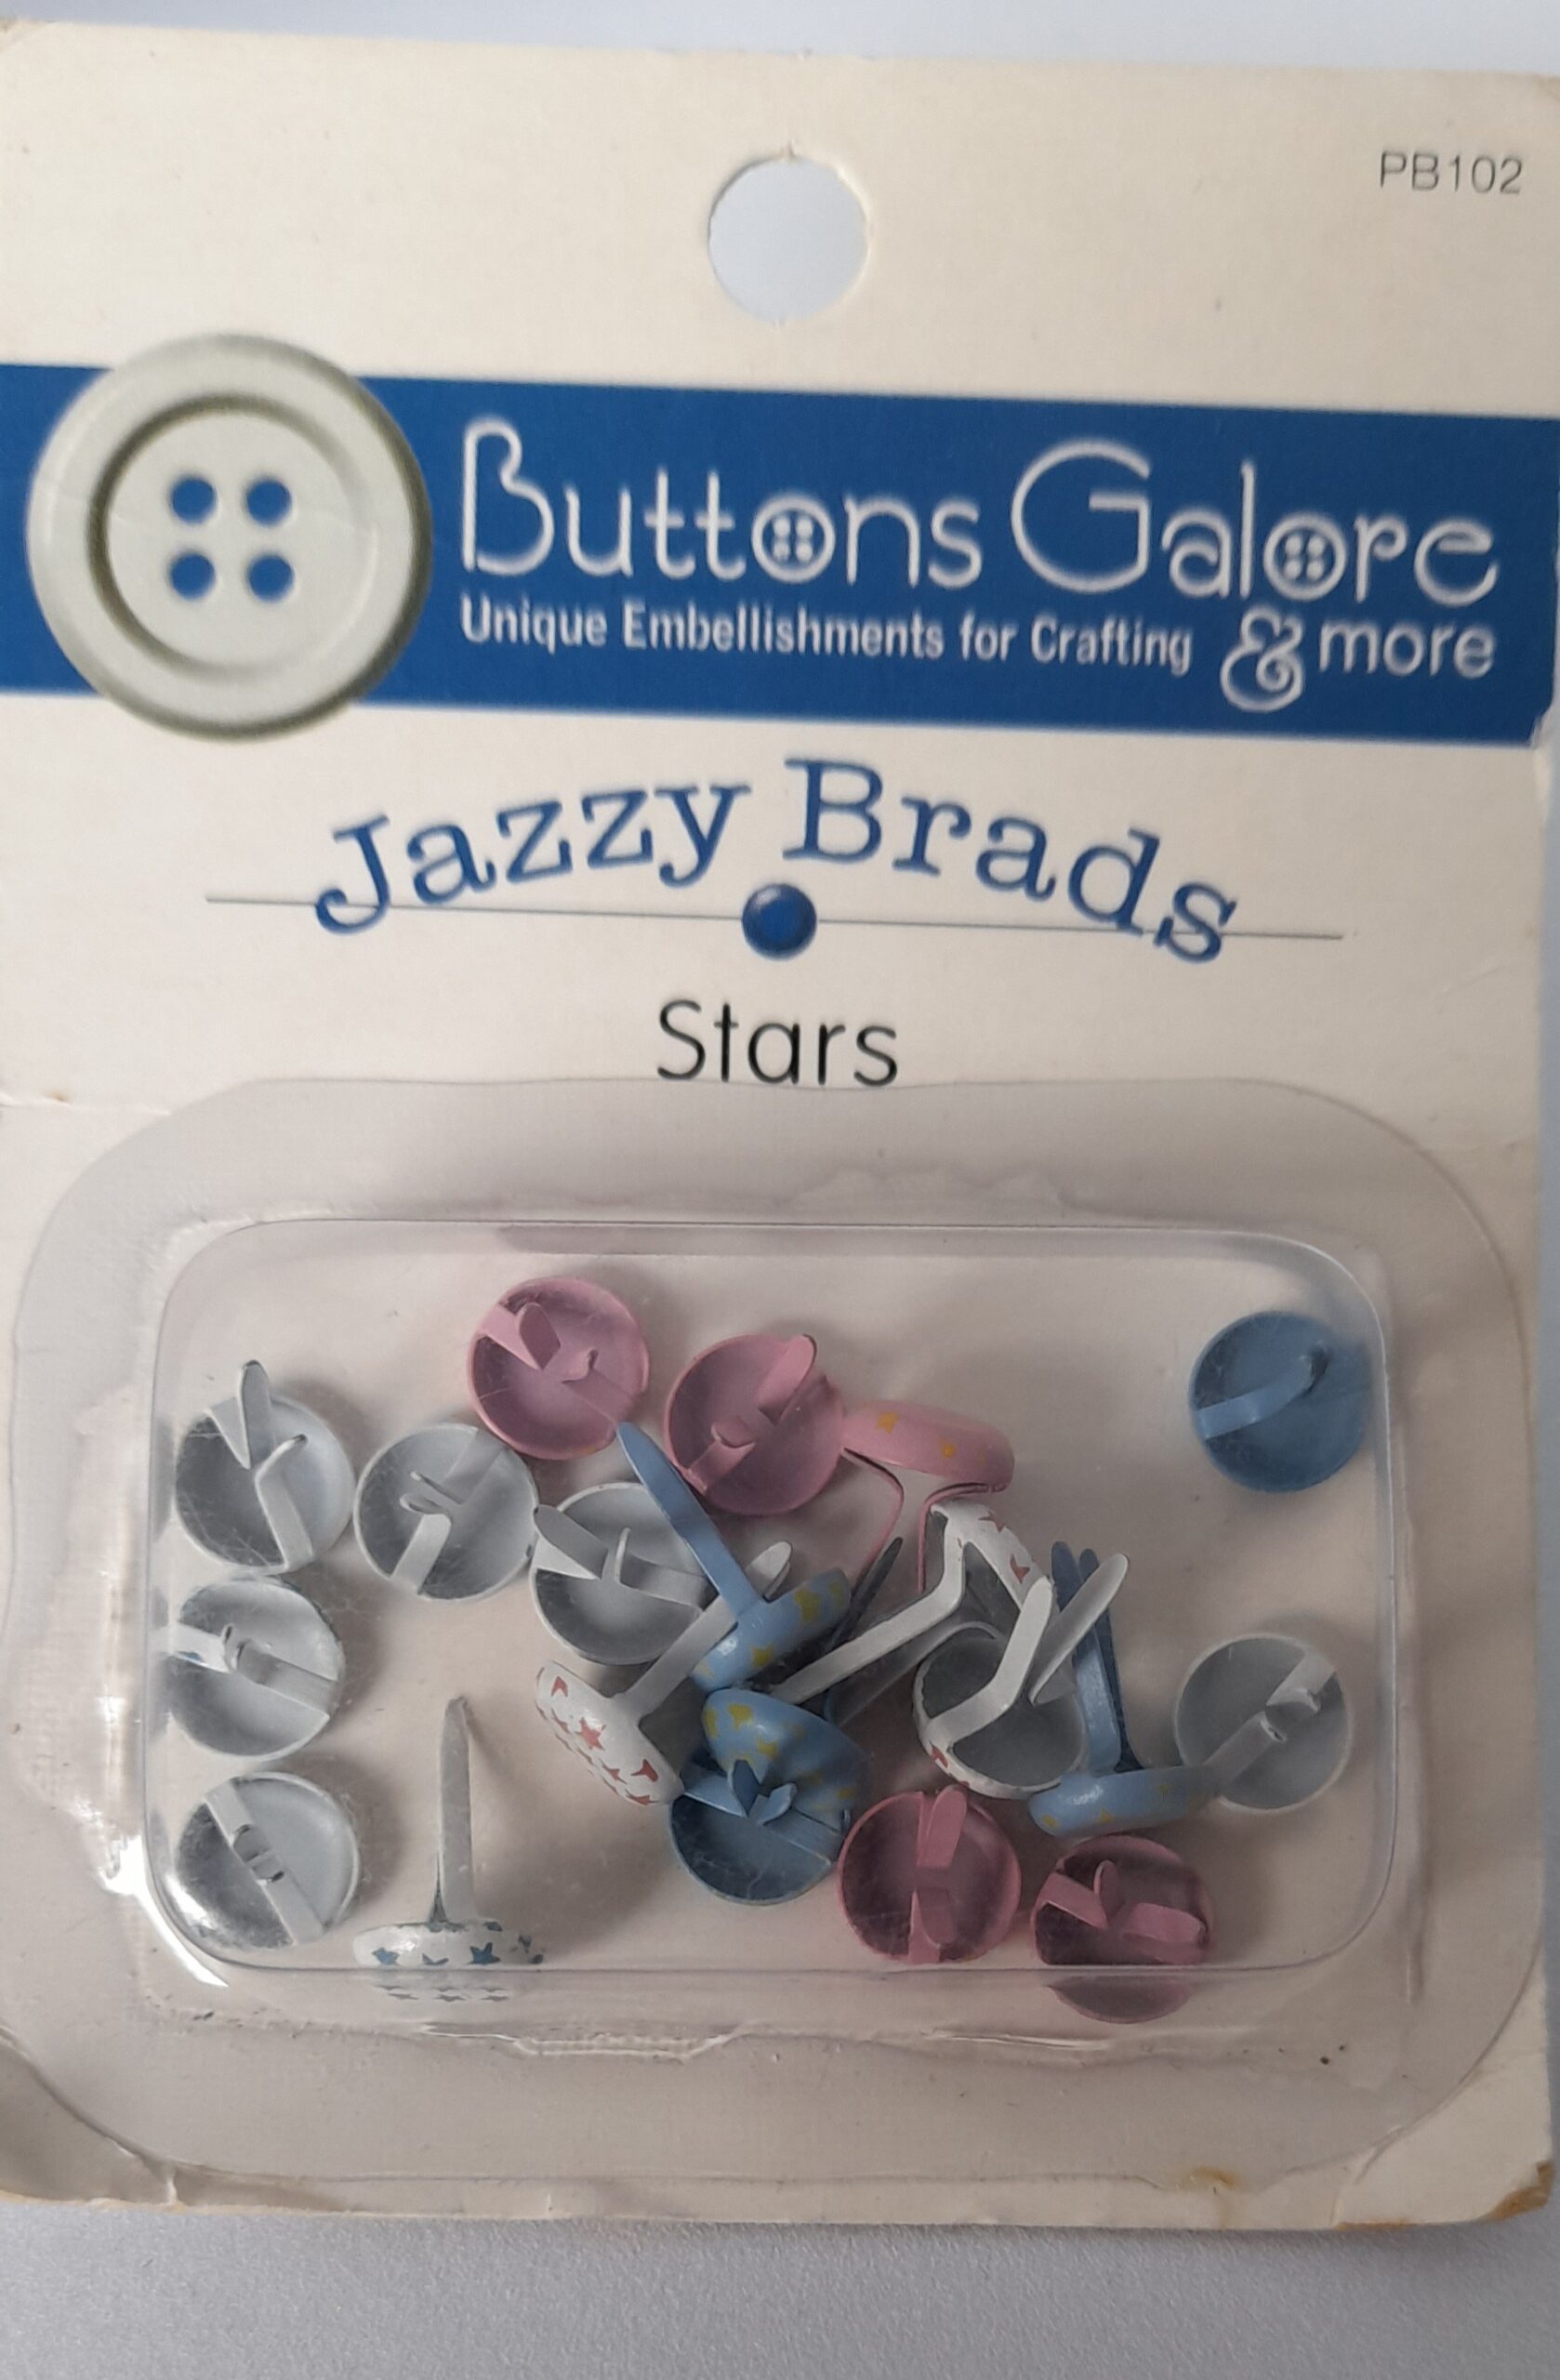 PB102
Buttons Galore
Unique Embellishments for Crafting & more
Jazzy Brads
Stars